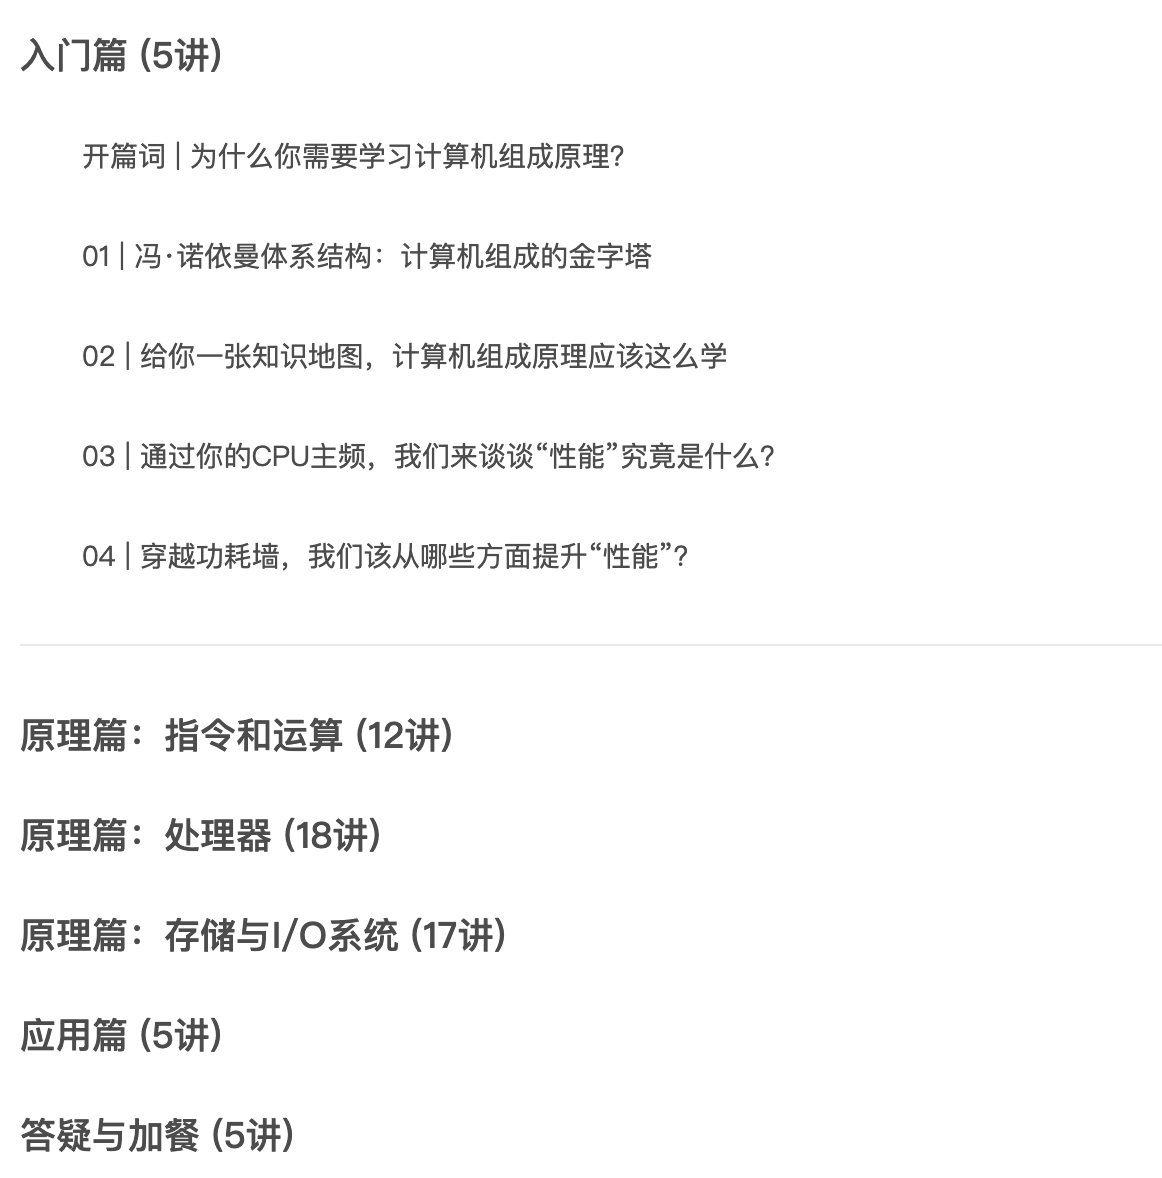 入门篇 (5讲)
开篇词 | 为什么你需要学习计算机组成原理?
01 | 冯·诺依曼体系结构：计算机组成的金字塔
02 | 给你一张知识地图，计算机组成原理应该这么学
03 | 通过你的CPU主频，我们来谈谈“性能”究竟是什么?
04 | 穿越功耗墙，我们该从哪些方面提升“性能”?
原理篇：指令和运算 (12讲)
原理篇：处理器 (18讲)
原理篇：存储与I/O系统 (17讲)
应用篇 (5讲)
答疑与加餐 (5讲)